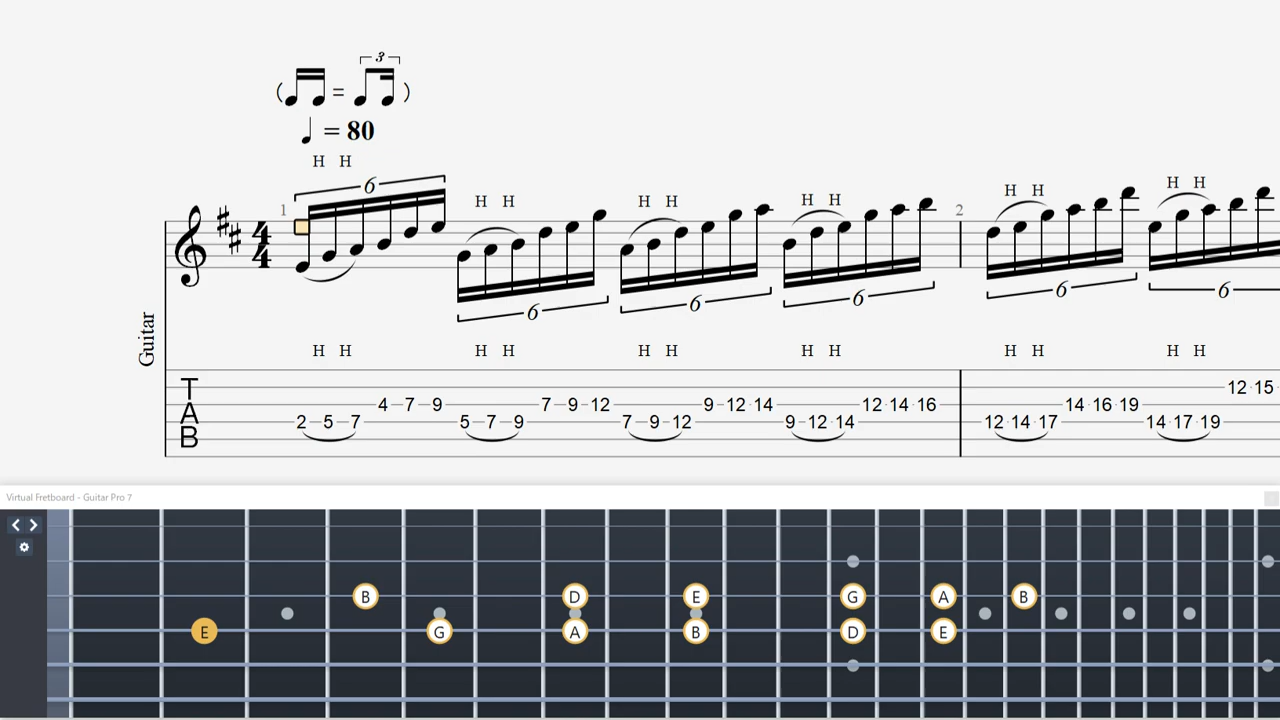 3
( = )
= 80
H H
6
H H
H H
H H
H H
H H
1
2
4
4
6
6
6
6
6
Guitar
H H
H H
H H
H H
H H
H H
T
A
B
12 15
4 7 9 7 9 12 9 12 14 12 14 16 14 16 19
2 5 7 5 7 9 7 9 12 9 12 14 12 14 17 14 17 19
Virtual Fretboard - Guitar Pro 7
B D E G A B
E G A B D E